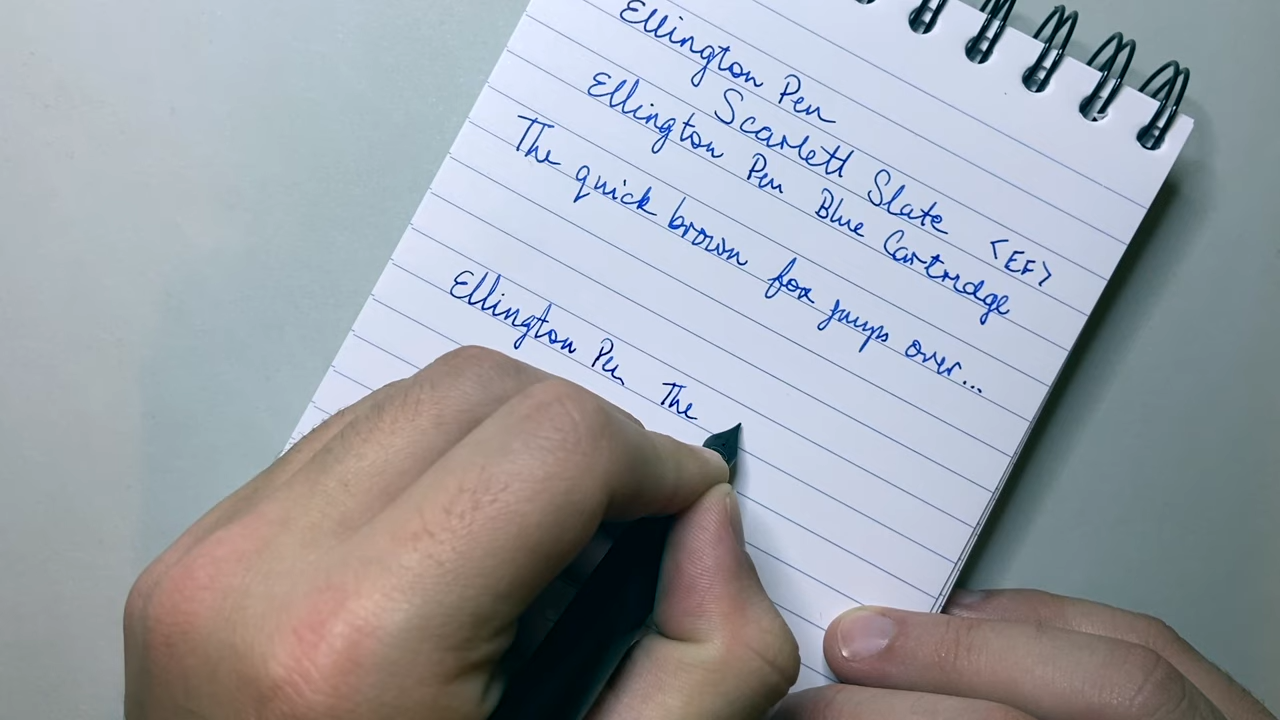 Ellington Pen
Scarlett Slate <EF>
Ellington Pen Blue Cartridge
The quick brown fox jumps over...
Ellington Pen The